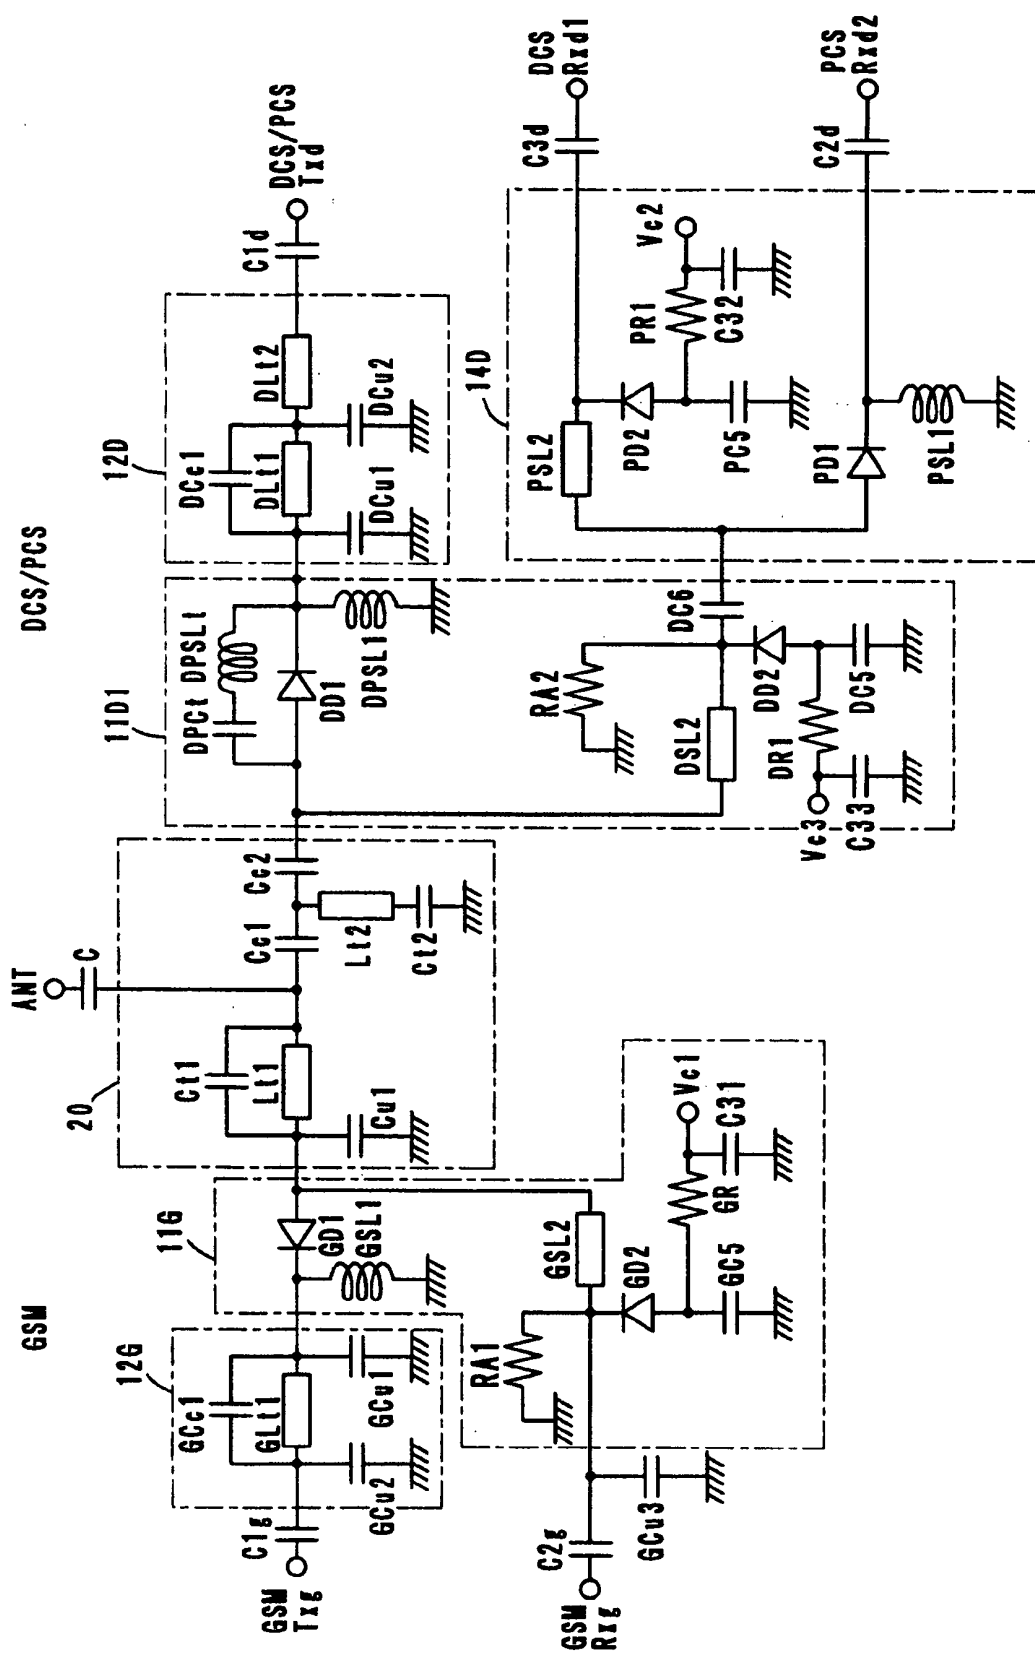 GSM
DCS/PCS
ANT
C
20
Ct1
Lt1
Cu1
Cc1
Cc2
Lt2
Ct2
11G
GD1
GSL1
GSL2
RA1
GD2
GC5
GR
Vc1
C31
12G
GCc1
GLt1
GCu1
GCu2
C1g
GSM
Txg
C2g
GCu3
GSM
Rxg
11D1
DPCt
DPSLt
DD1
DPSL1
RA2
DSL2
DC6
DD2
DR1
DC5
Vc3
C33
12D
DCc1
DLt1
DLt2
DCu1
DCu2
C1d
DCS/PCS
Txd
14D
PSL2
PD2
PR1
Vc2
C32
PC5
PD1
PSL1
C3d
DCS
Rxd1
C2d
PCS
Rxd2